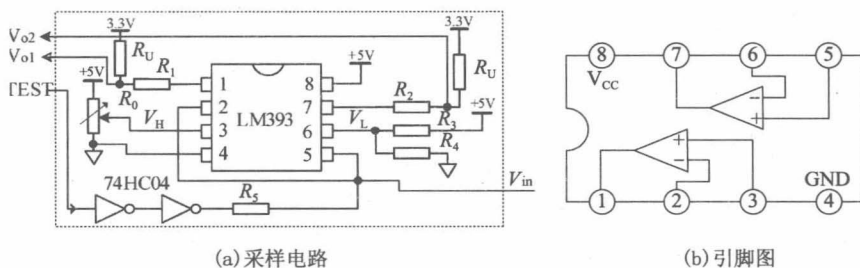 3.3V
3.3V
Vo2
Vo1
RU
R1
+5V
+5V
TEST
R0
VH
1
2
3
4
LM393
8
7
6
5
R2
RU
+5V
VL
R3
R4
74HC04
R5
Vin
(a)采样电路
8
7
6
5
VCC
GND
1
2
3
4
(b)引脚图